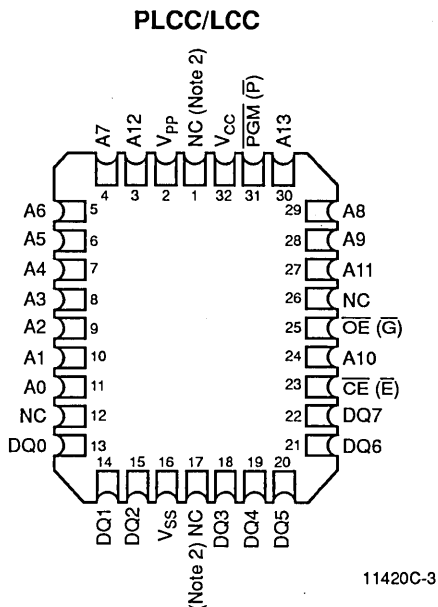 PLCC/LCC
A7
A12
VPP
NC (Note 2)
VCC
PGM (P)
A13
4 3 2 1 32 31 30
A6 5
A5 6
A4 7
A3 8
A2 9
A1 10
A0 11
NC 12
DQ0 13
29 A8
28 A9
27 A11
26 NC
25 OE (G)
24 A10
23 CE (E)
22 DQ7
21 DQ6
14 15 16 17 18 19 20
DQ1
DQ2
VSS
(Note 2) NC
DQ3
DQ4
DQ5
11420C-3